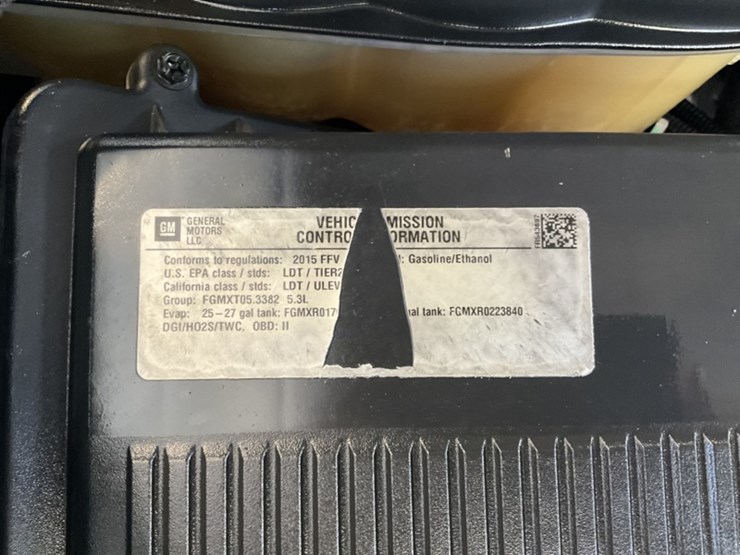 GM GENERAL
MOTORS
LLC
VEHIC MISSION
CONTRO ORMATION
Conforms to regulations: 2015 FFV : Gasoline/Ethanol
U.S. EPA class / stds: LDT / TIER2
California class / stds: LDT / ULEV
Group: FGMXT05.3382 5.3L
Evap: 25-27 gal tank: FGMXR017 al tank: FGMXR0223840
DGI/HO2S/TWC, OBD: II